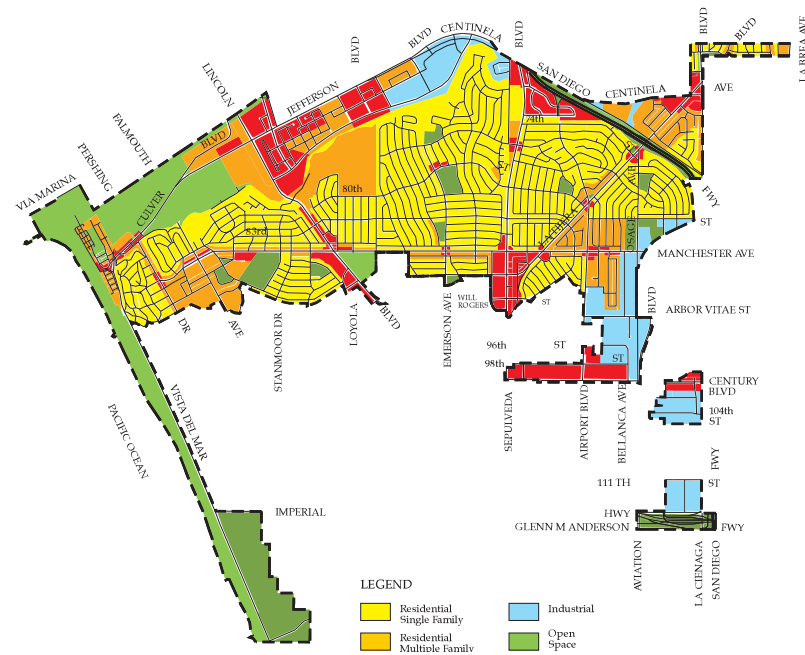 BLVD
BLVD
LA BREA AVE
CENTINELA
BLVD
BLVD
BLVD
SAN DIEGO
CENTINELA
AVE
LINCOLN
JEFFERSON
74th
FALMOUTH
BLVD
PERSHING
VIA MARINA
CULVER
80th
AVE
FWY
ST
83rd
OSAGE
MANCHESTER AVE
DR
AVE
STANMOOR DR
LOYOLA
BLVD
EMERSON AVE
WILL
ROGERS
ST
BLVD
ARBOR VITAE ST
96th
ST
98th
ST
SEPULVEDA
AIRPORT BLVD
BELLANCA AVE
CENTURY
BLVD
104th
ST
VISTA DEL MAR
PACIFIC OCEAN
FWY
111 TH
ST
IMPERIAL
HWY
GLENN M ANDERSON
FWY
AVIATION
LA CIENAGA
SAN DIEGO
LEGEND
Residential
Single Family
Industrial
Residential
Multiple Family
Open
Space